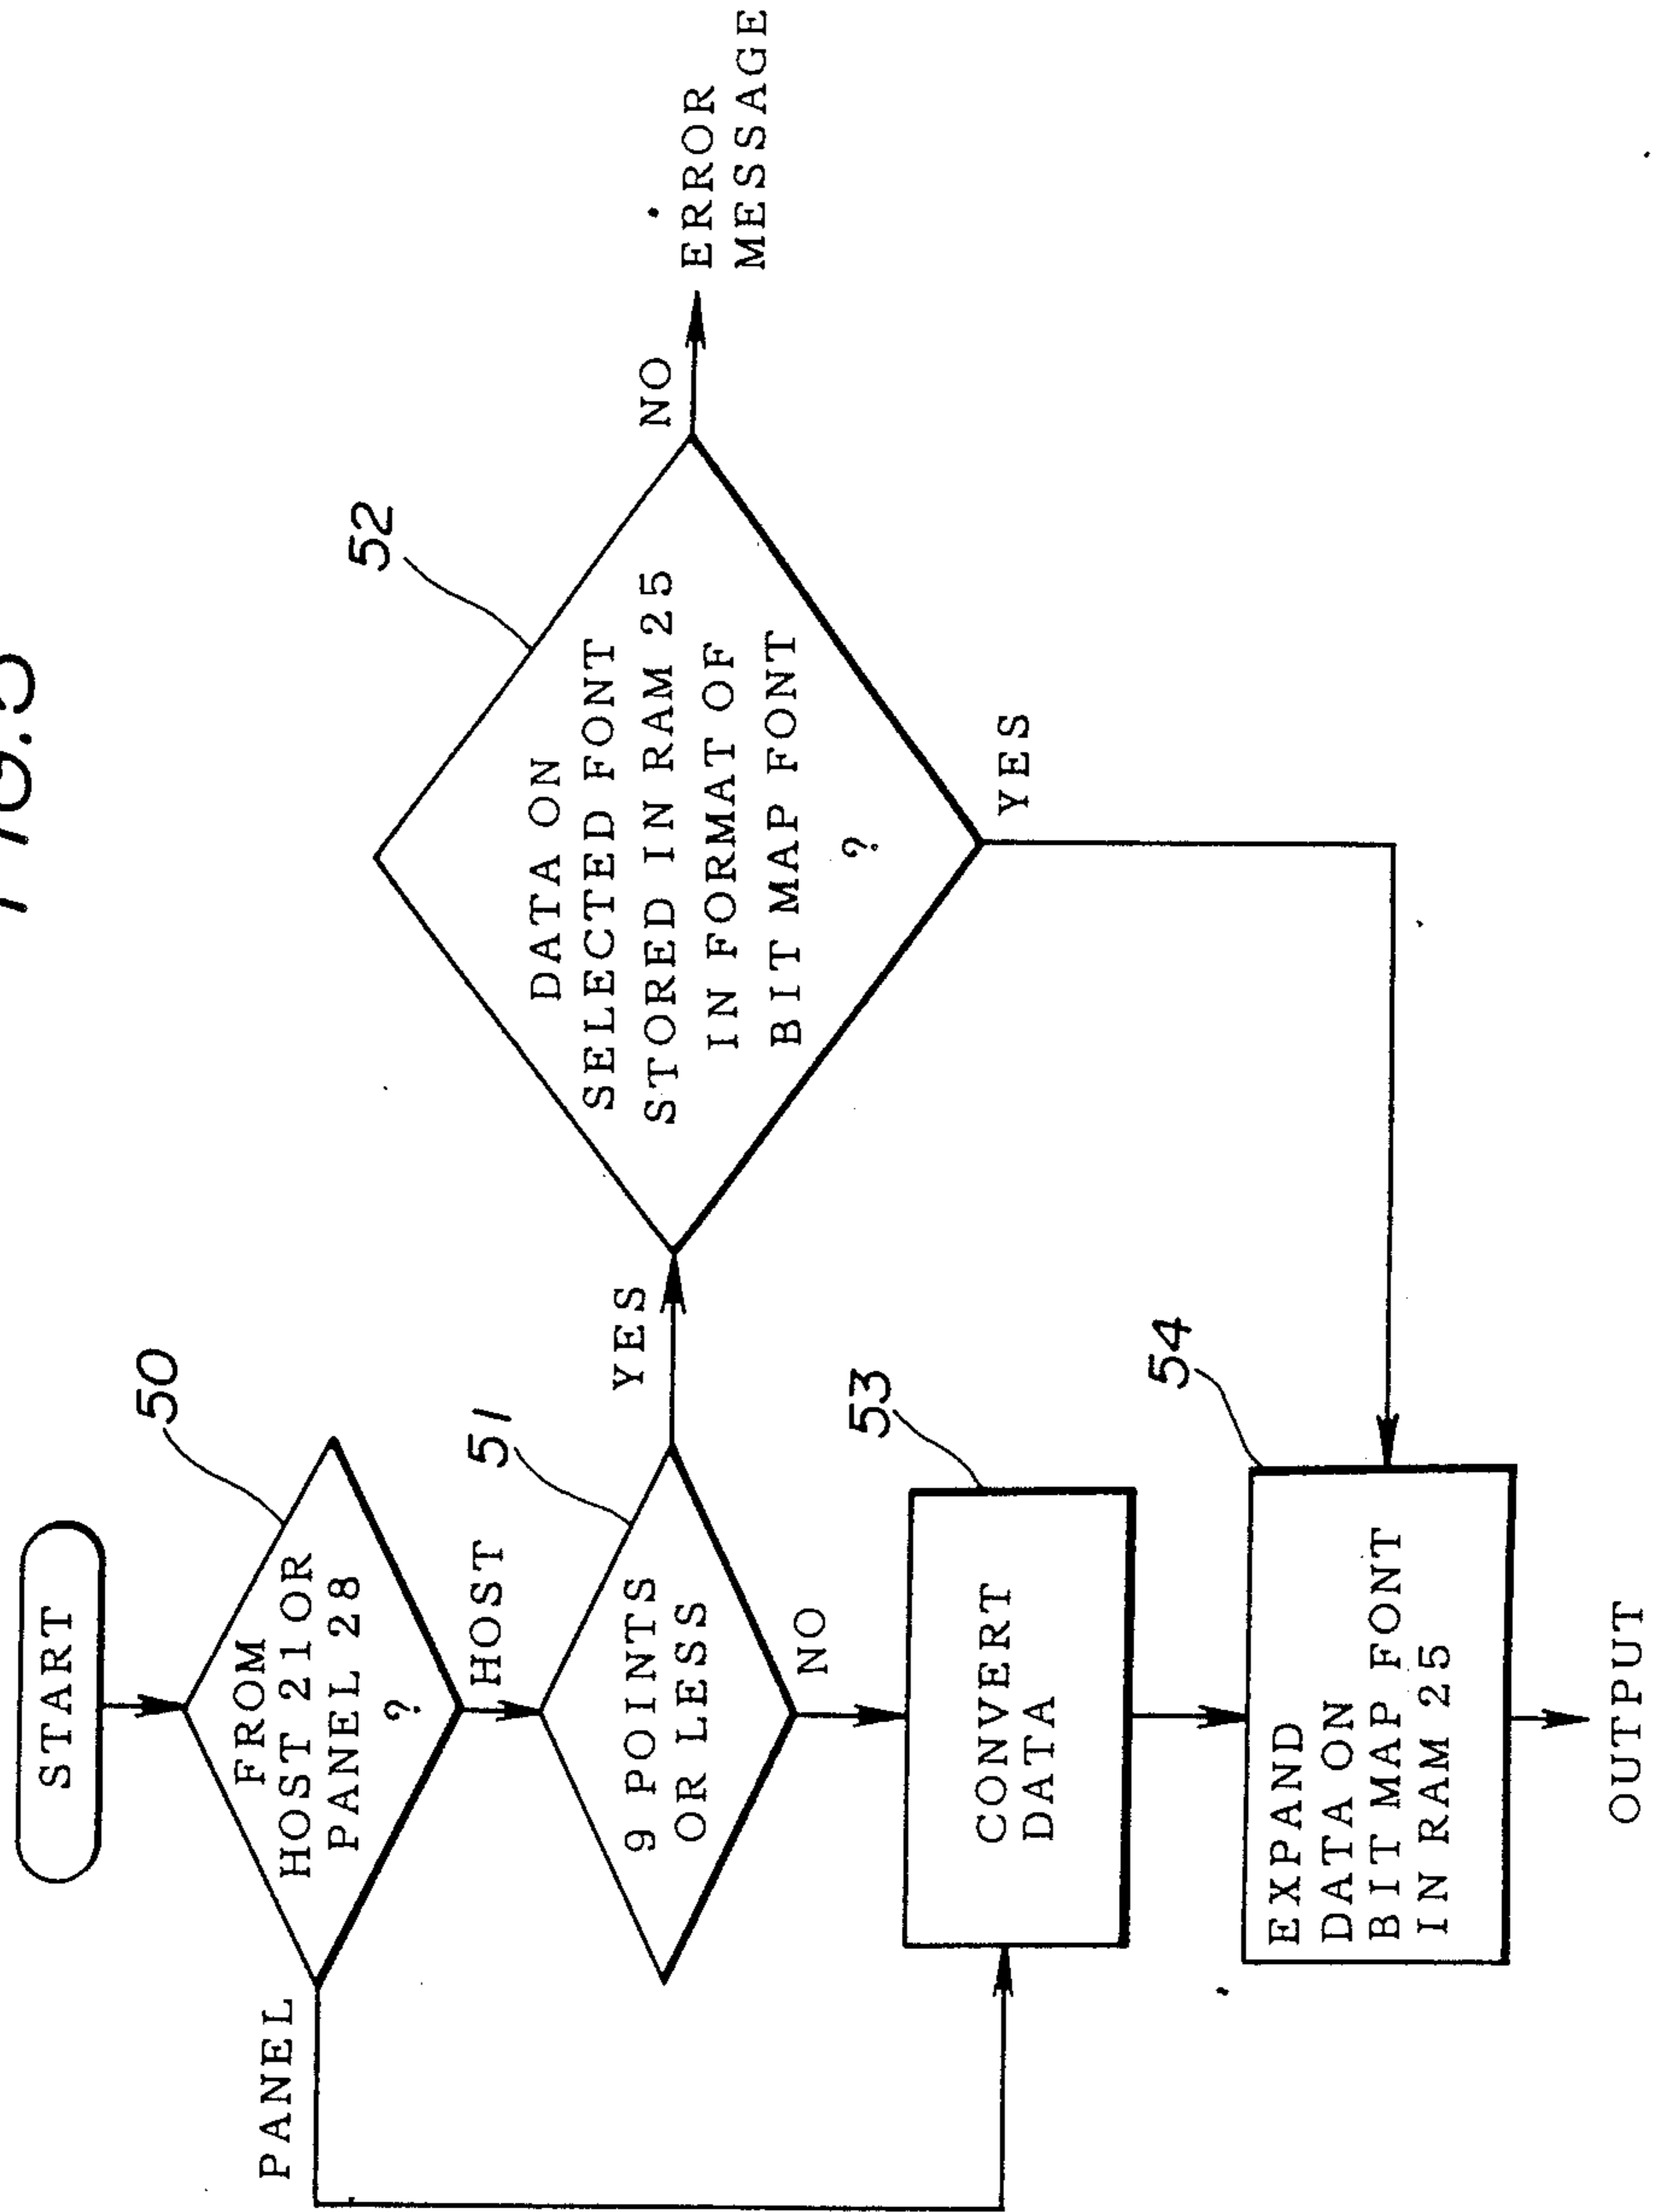 START
50
FROM
HOST 21 OR
PANEL 28
?
PANEL
HOST
51
9 POINTS
OR LESS
YES
NO
52
DATA ON
SELECTED FONT
STORED IN RAM 25
IN FORMAT OF
BIT MAP FONT
?
NO
ERROR
MESSAGE
YES
53
CONVERT
DATA
54
EXPAND
DATA ON
BIT MAP FONT
IN RAM 25
OUTPUT